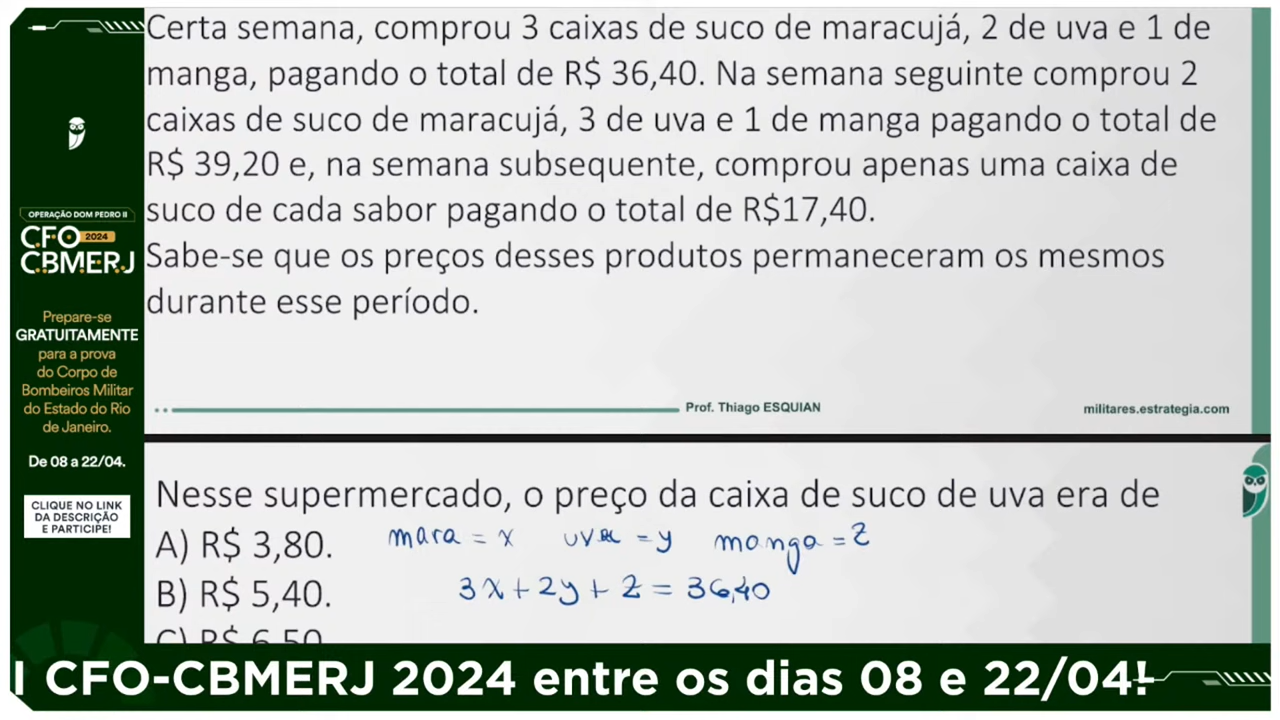 Certa semana, comprou 3 caixas de suco de maracujá, 2 de uva e 1 de
manga, pagando o total de R$ 36,40. Na semana seguinte comprou 2
caixas de suco de maracujá, 3 de uva e 1 de manga pagando o total de
R$ 39,20 e, na semana subsequente, comprou apenas uma caixa de
suco de cada sabor pagando o total de R$17,40.
Sabe-se que os preços desses produtos permaneceram os mesmos
durante esse período.
OPERAÇÃO DOM PEDRO II
CFO 2024
CBMERJ
Prepare-se
GRATUITAMENTE
para a prova
do Corpo de
Bombeiros Militar
do Estado do Rio
de Janeiro.
De 08 a 22/04.
CLIQUE NO LINK
DA DESCRIÇÃO
E PARTICIPE!
Prof. Thiago ESQUIAN
militares.estrategia.com
Nesse supermercado, o preço da caixa de suco de uva era de
A) R$ 3,80. mara = x uva = y manga = z
B) R$ 5,40. 3x + 2y + z = 36,40
C) R$ 6,50
I CFO-CBMERJ 2024 entre os dias 08 e 22/04!